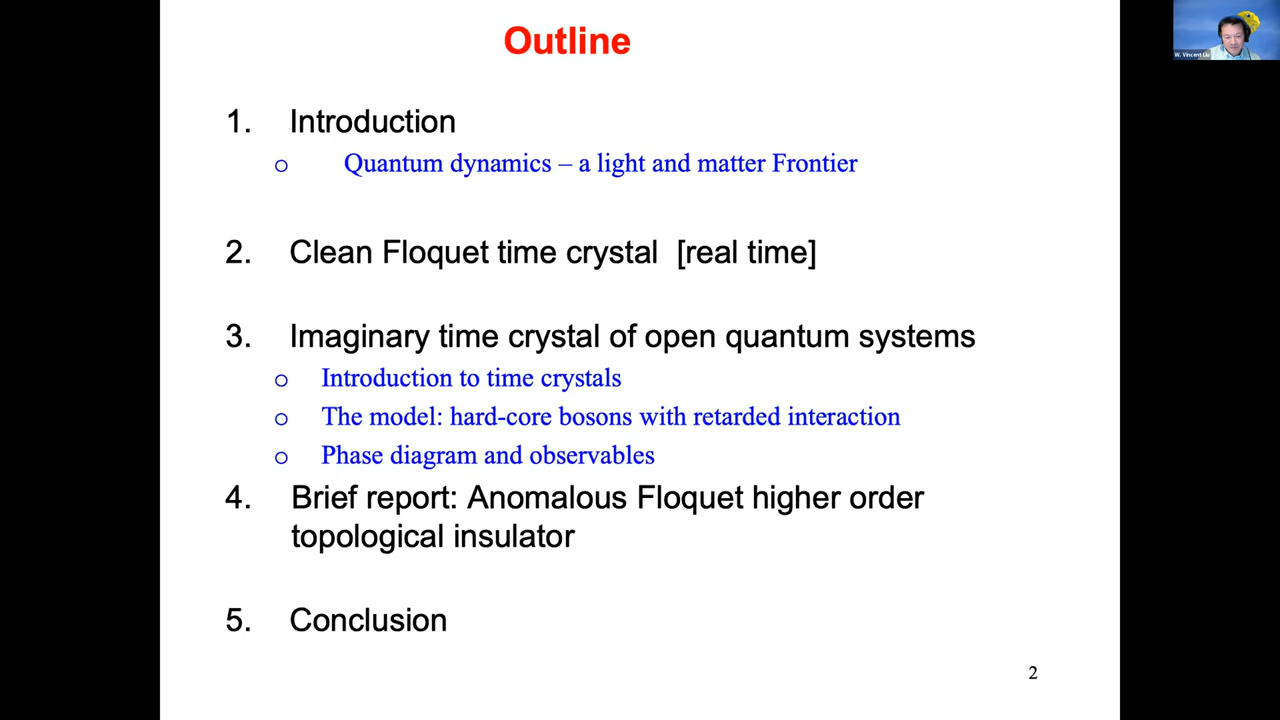 Outline
W. Vincent Liu
1. Introduction
o Quantum dynamics – a light and matter Frontier
2. Clean Floquet time crystal [real time]
3. Imaginary time crystal of open quantum systems
o Introduction to time crystals
o The model: hard-core bosons with retarded interaction
o Phase diagram and observables
4. Brief report: Anomalous Floquet higher order
topological insulator
5. Conclusion
2